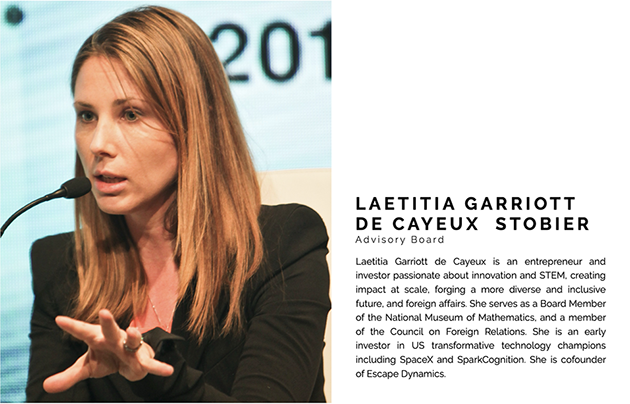 201
LAETITIA GARRIOTT
DE CAYEUX STOBIER
Advisory Board
Laetitia Garriott de Cayeux is an entrepreneur and
investor passionate about innovation and STEM, creating
impact at scale, forging a more diverse and inclusive
future, and foreign affairs. She serves as a Board Member
of the National Museum of Mathematics, and a member
of the Council on Foreign Relations. She is an early
investor in US transformative technology champions
including SpaceX and SparkCognition. She is cofounder
of Escape Dynamics.